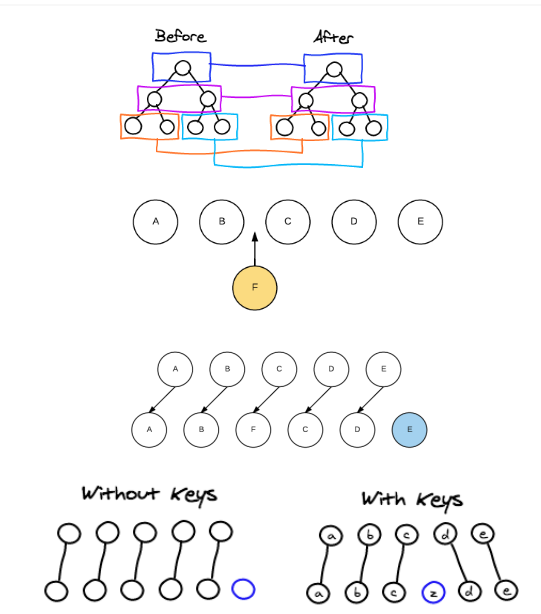 Before After
A B C D E
F
A B C D E
A B F C D E
Without Keys With Keys
a b c d e
a b c z d e